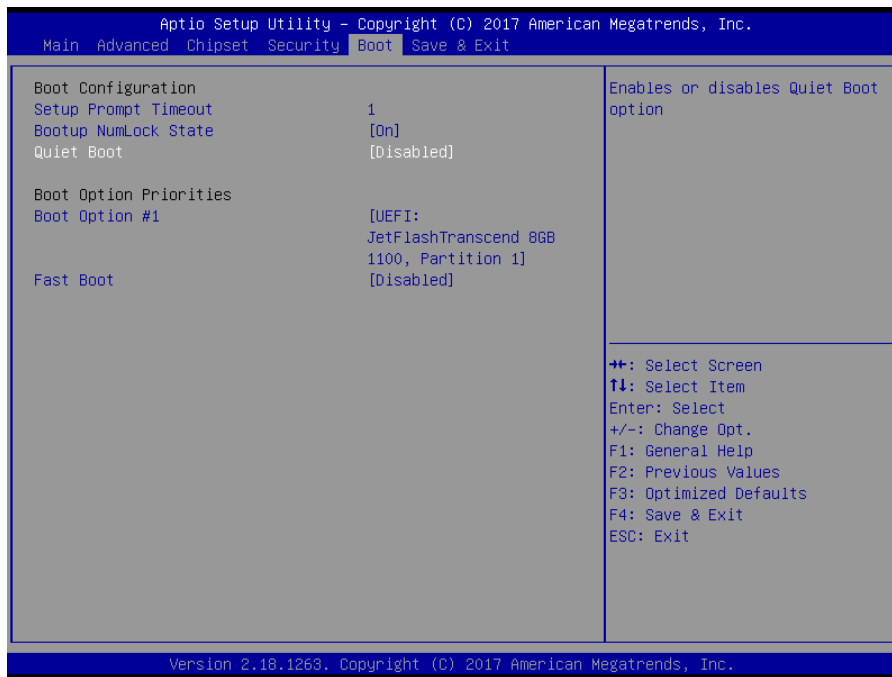 Aptio Setup Utility – Copyright (C) 2017 American Megatrends, Inc.
Main Advanced Chipset Security Boot Save & Exit
Boot Configuration
Setup Prompt Timeout 1
Bootup NumLock State [On]
Quiet Boot [Disabled]
Boot Option Priorities
Boot Option #1 [UEFI:
JetFlashTranscend 8GB
1100, Partition 1]
Fast Boot [Disabled]
Enables or disables Quiet Boot
option
→←: Select Screen
↑↓: Select Item
Enter: Select
+/-: Change Opt.
F1: General Help
F2: Previous Values
F3: Optimized Defaults
F4: Save & Exit
ESC: Exit
Version 2.18.1263. Copyright (C) 2017 American Megatrends, Inc.